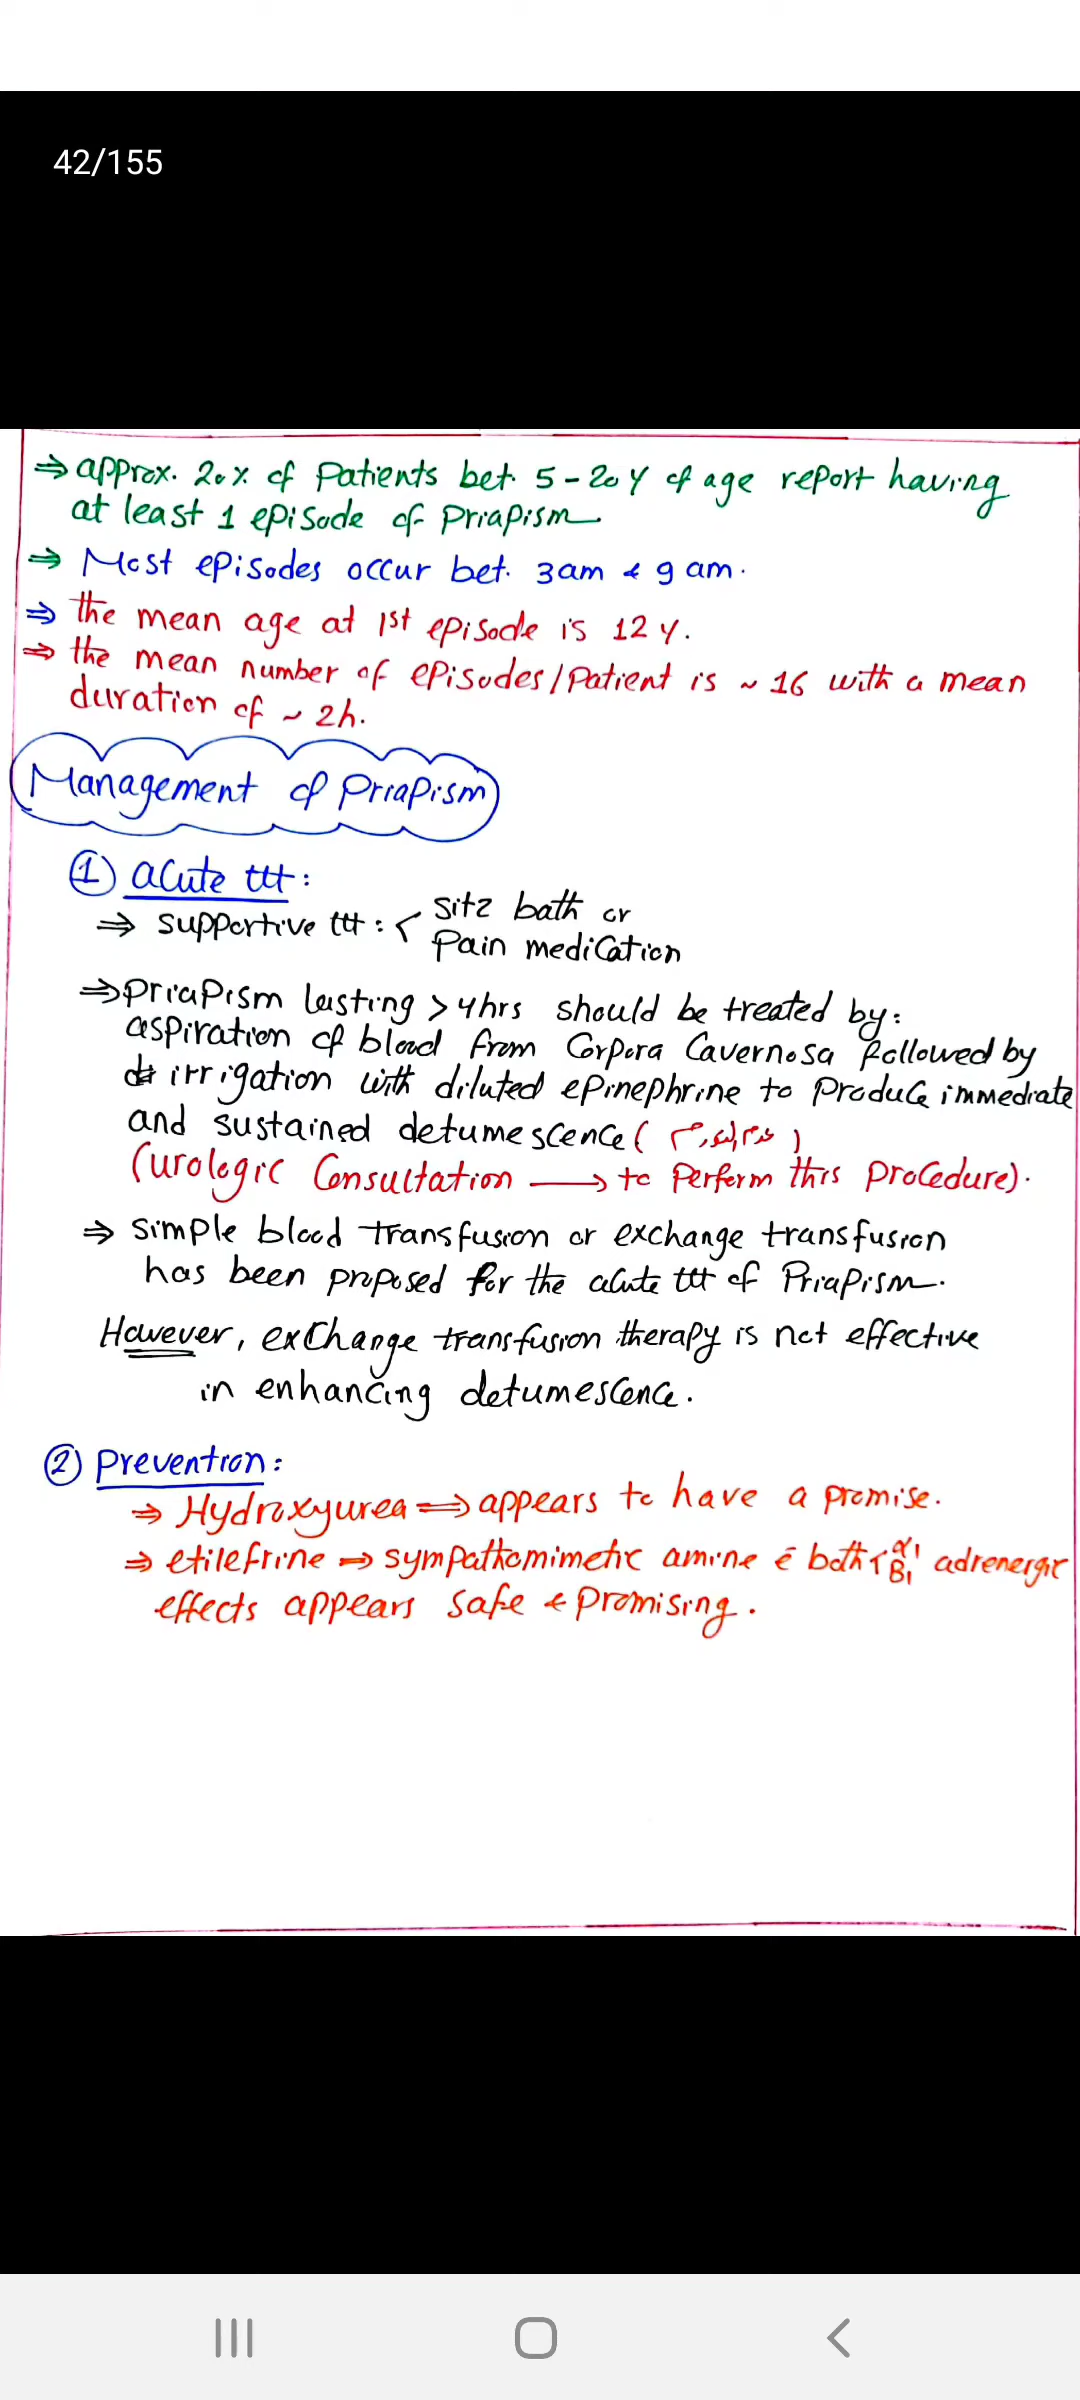 42/155
⇒ approx. 20% of Patients bet. 5-20 Y of age report having
at least 1 episode of Priapism.
⇒ Most episodes occur bet. 3am & 9 am.
⇒ the mean age at 1st episode is 12 Y.
⇒ the mean number of episodes/Patient is ~ 16 with a mean
duration of ~ 2h.
Management of Priapism
① acute ttt:
⇒ supportive ttt: < sitz bath or
Pain medication
⇒ Priapism lasting > 4hrs should be treated by:
aspiration of blood from Corpora Cavernosa followed by
irrigation with diluted epinephrine to Produce immediate
and sustained detumescence (
(urologic Consultation → to Perform this Procedure).
⇒ simple blood transfusion or exchange transfusion
has been proposed for the acute ttt of Priapism.
However, exchange transfusion therapy is not effective
in enhancing detumescence.
② prevention:
⇒ Hydroxyurea ⇒ appears to have a promise.
⇒ etilefrine ⇒ sympathomimetic amine c̄ both < α1 B1 adrenergic
effects appears safe & promising.